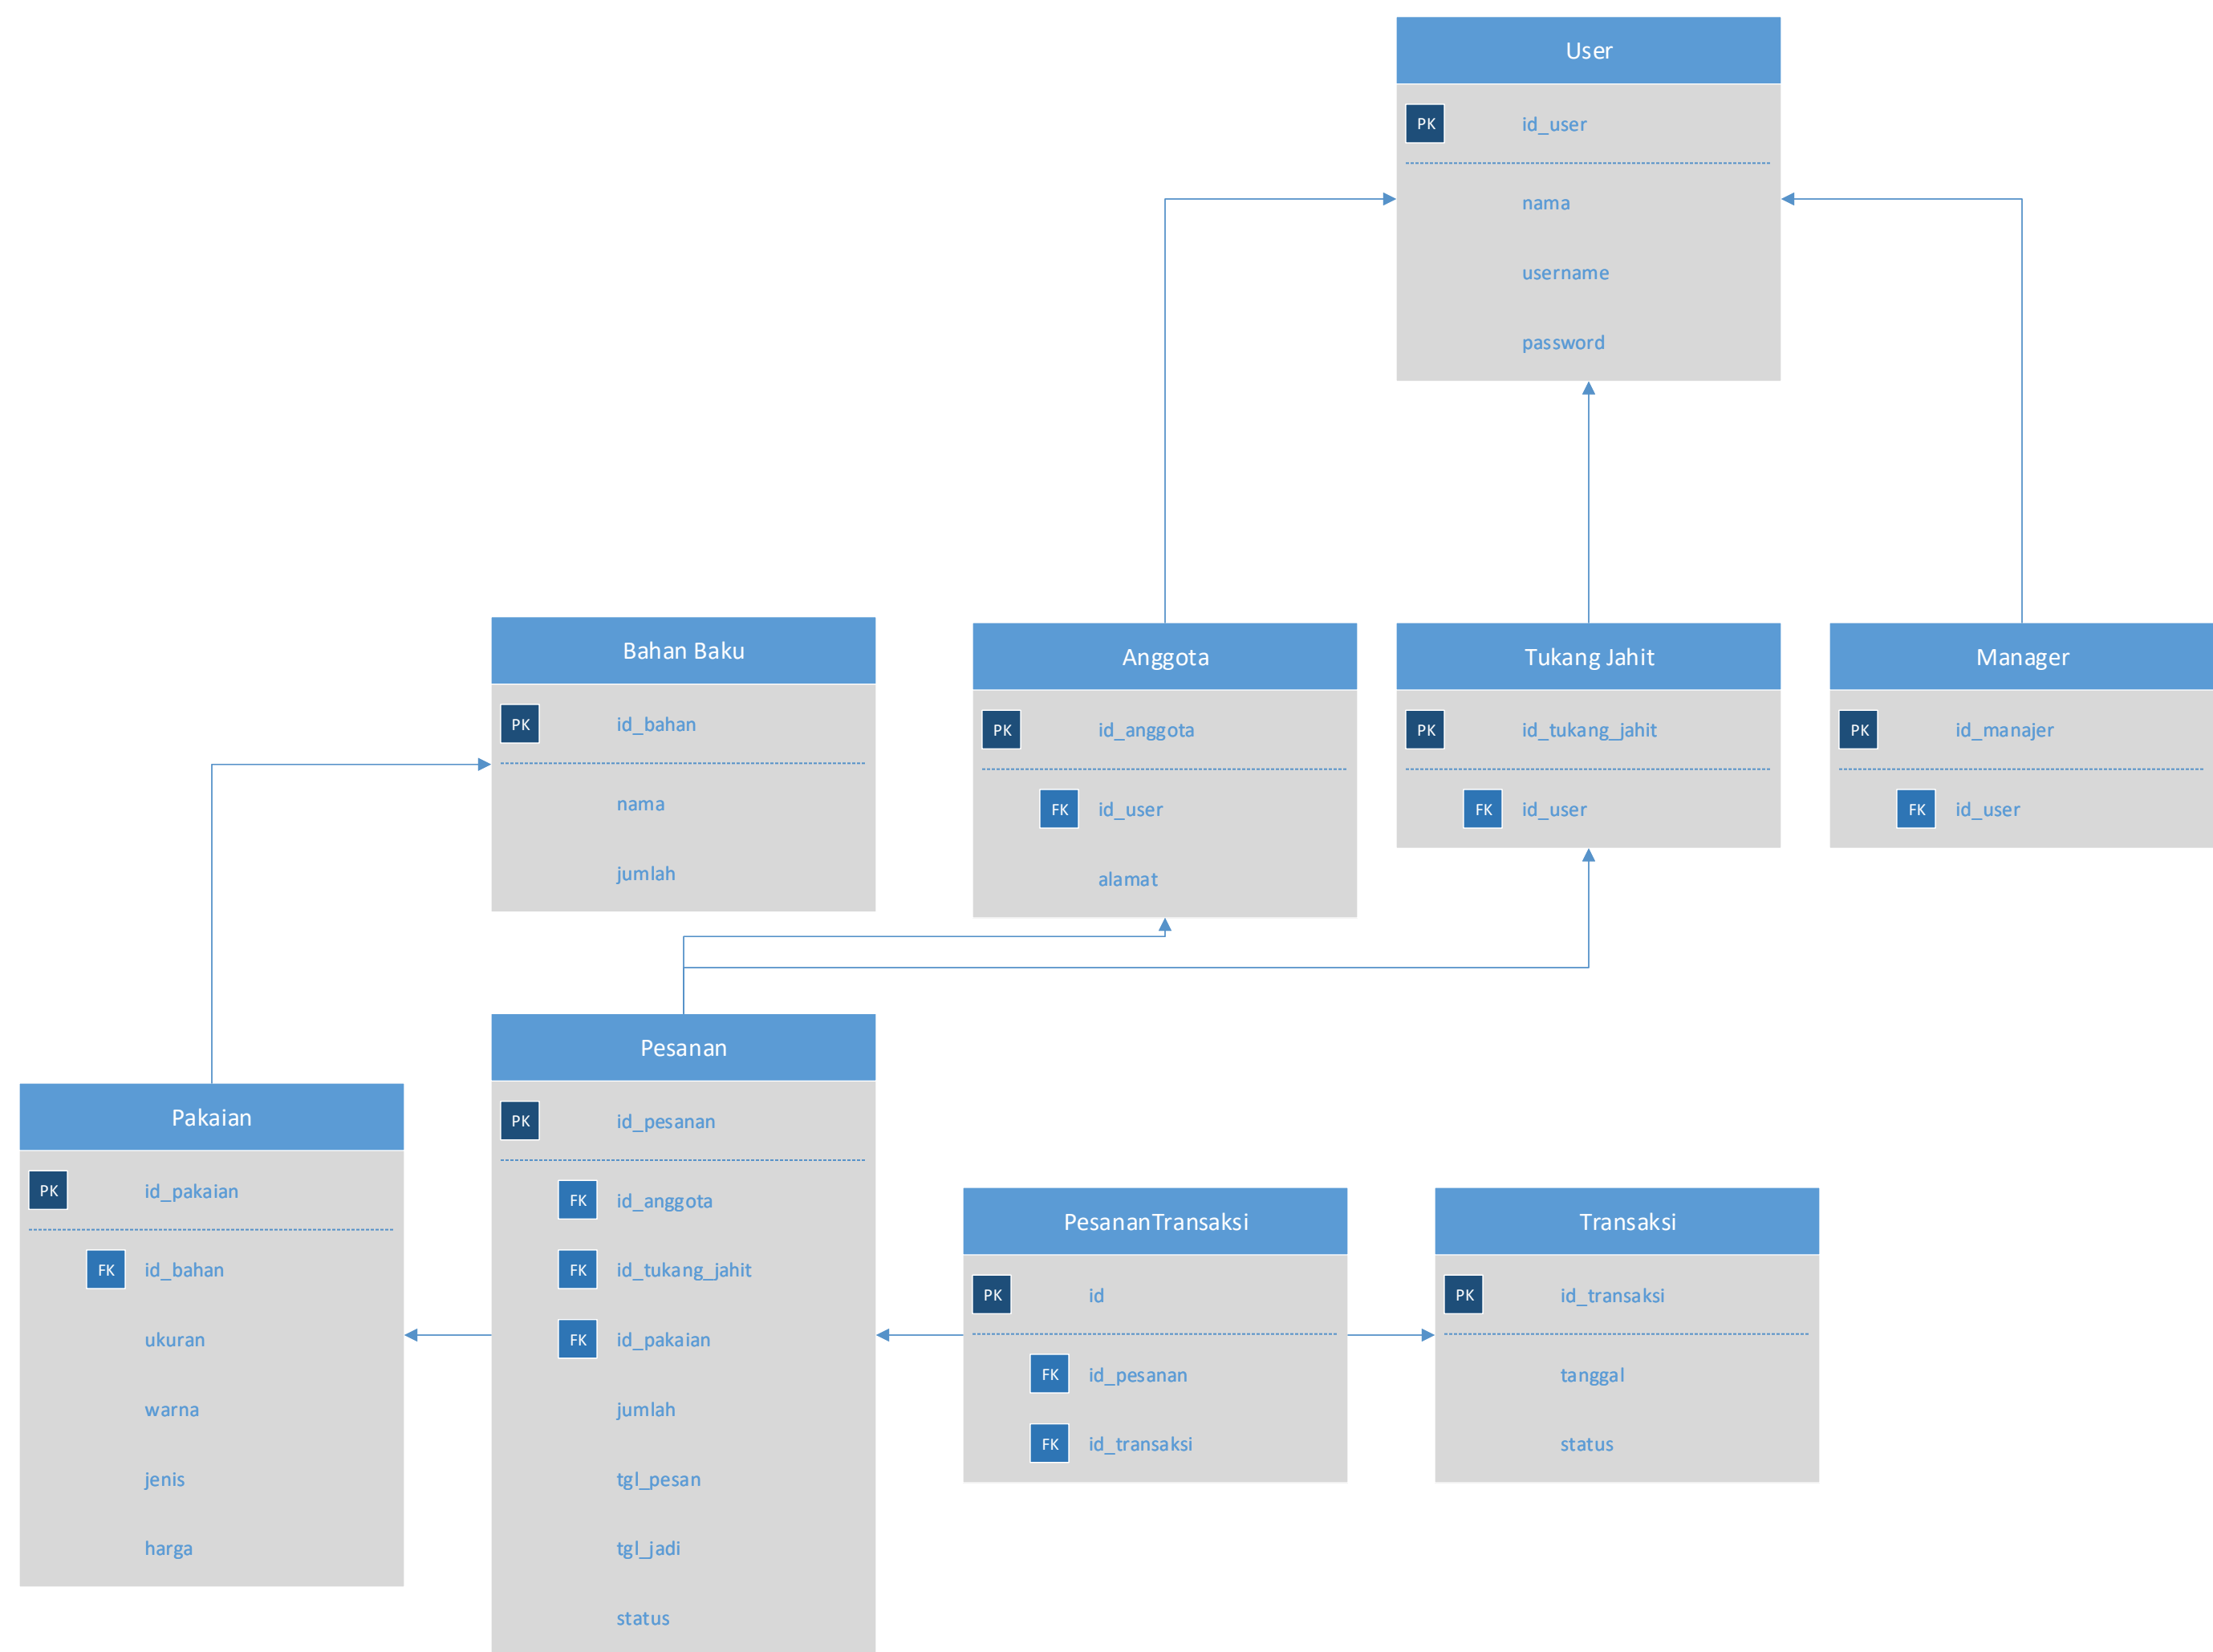 User
PK id_user
nama
username
password
Bahan Baku
PK id_bahan
nama
jumlah
Anggota
PK id_anggota
FK id_user
alamat
Tukang Jahit
PK id_tukang_jahit
FK id_user
Manager
PK id_manajer
FK id_user
Pakaian
PK id_pakaian
FK id_bahan
ukuran
warna
jenis
harga
Pesanan
PK id_pesanan
FK id_anggota
FK id_tukang_jahit
FK id_pakaian
jumlah
tgl_pesan
tgl_jadi
status
PesananTransaksi
PK id
FK id_pesanan
FK id_transaksi
Transaksi
PK id_transaksi
tanggal
status